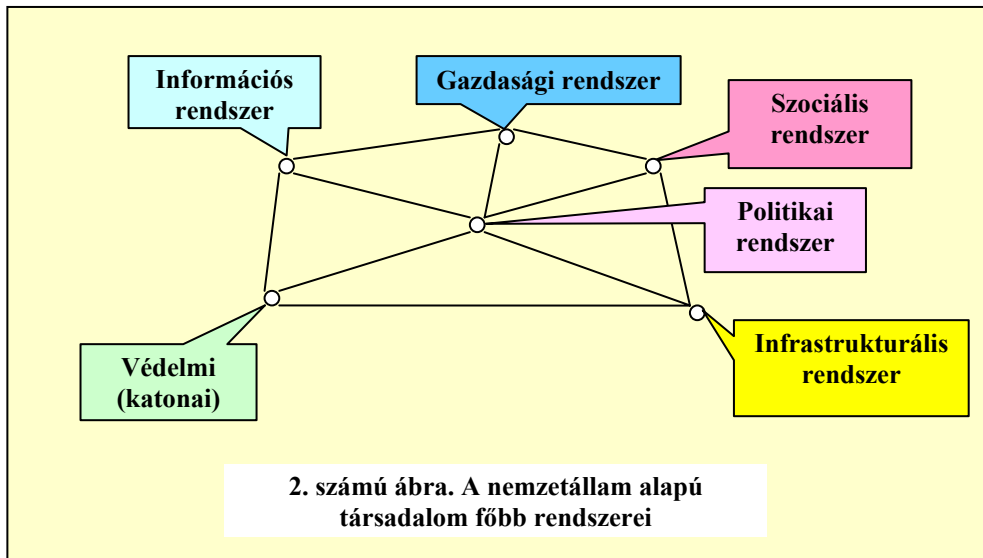 Információs
rendszer
Gazdasági rendszer
Szociális
rendszer
Politikai
rendszer
Védelmi
(katonai)
Infrastrukturális
rendszer
2. számú ábra. A nemzetállam alapú
társadalom főbb rendszerei